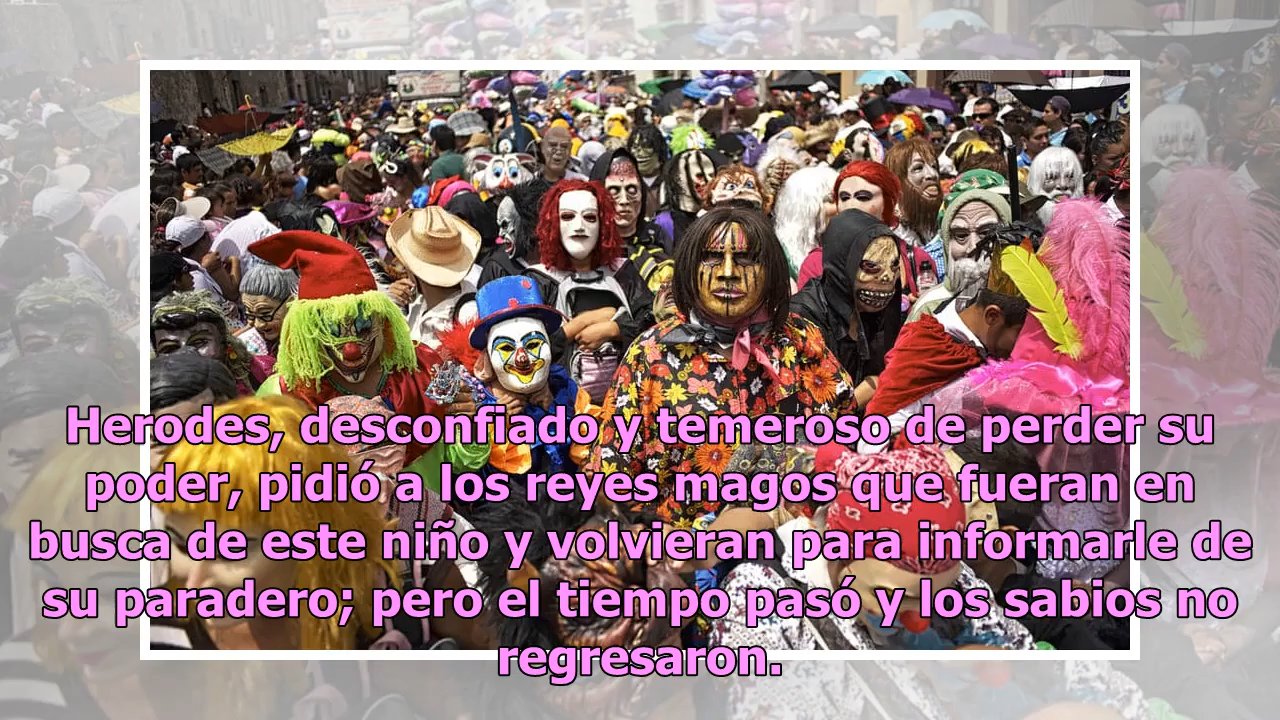 Herodes, desconfiado y temeroso de perder su
poder, pidió a los reyes magos que fueran en
busca de este niño y volvieran para informarle de
su paradero; pero el tiempo pasó y los sabios no
regresaron.